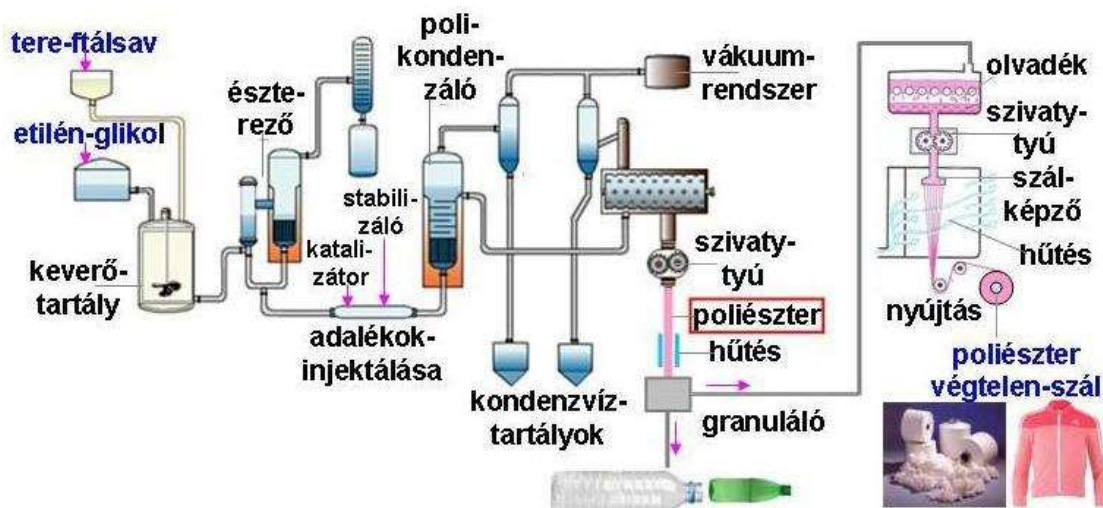 tere-ftálsav
etilén-glikol
keverő-
tartály
észte-
rező
poli-
konden-
záló
stabili-
záló
katali-
zátor
adalékok-
injektálása
vákuum-
rendszer
kondenzvíz-
tartályok
szivaty-
tyú
poliészter
hűtés
granuláló
olvadék
szivaty-
tyú
szál-
képző
hűtés
nyújtás
poliészter
végtelen-szál